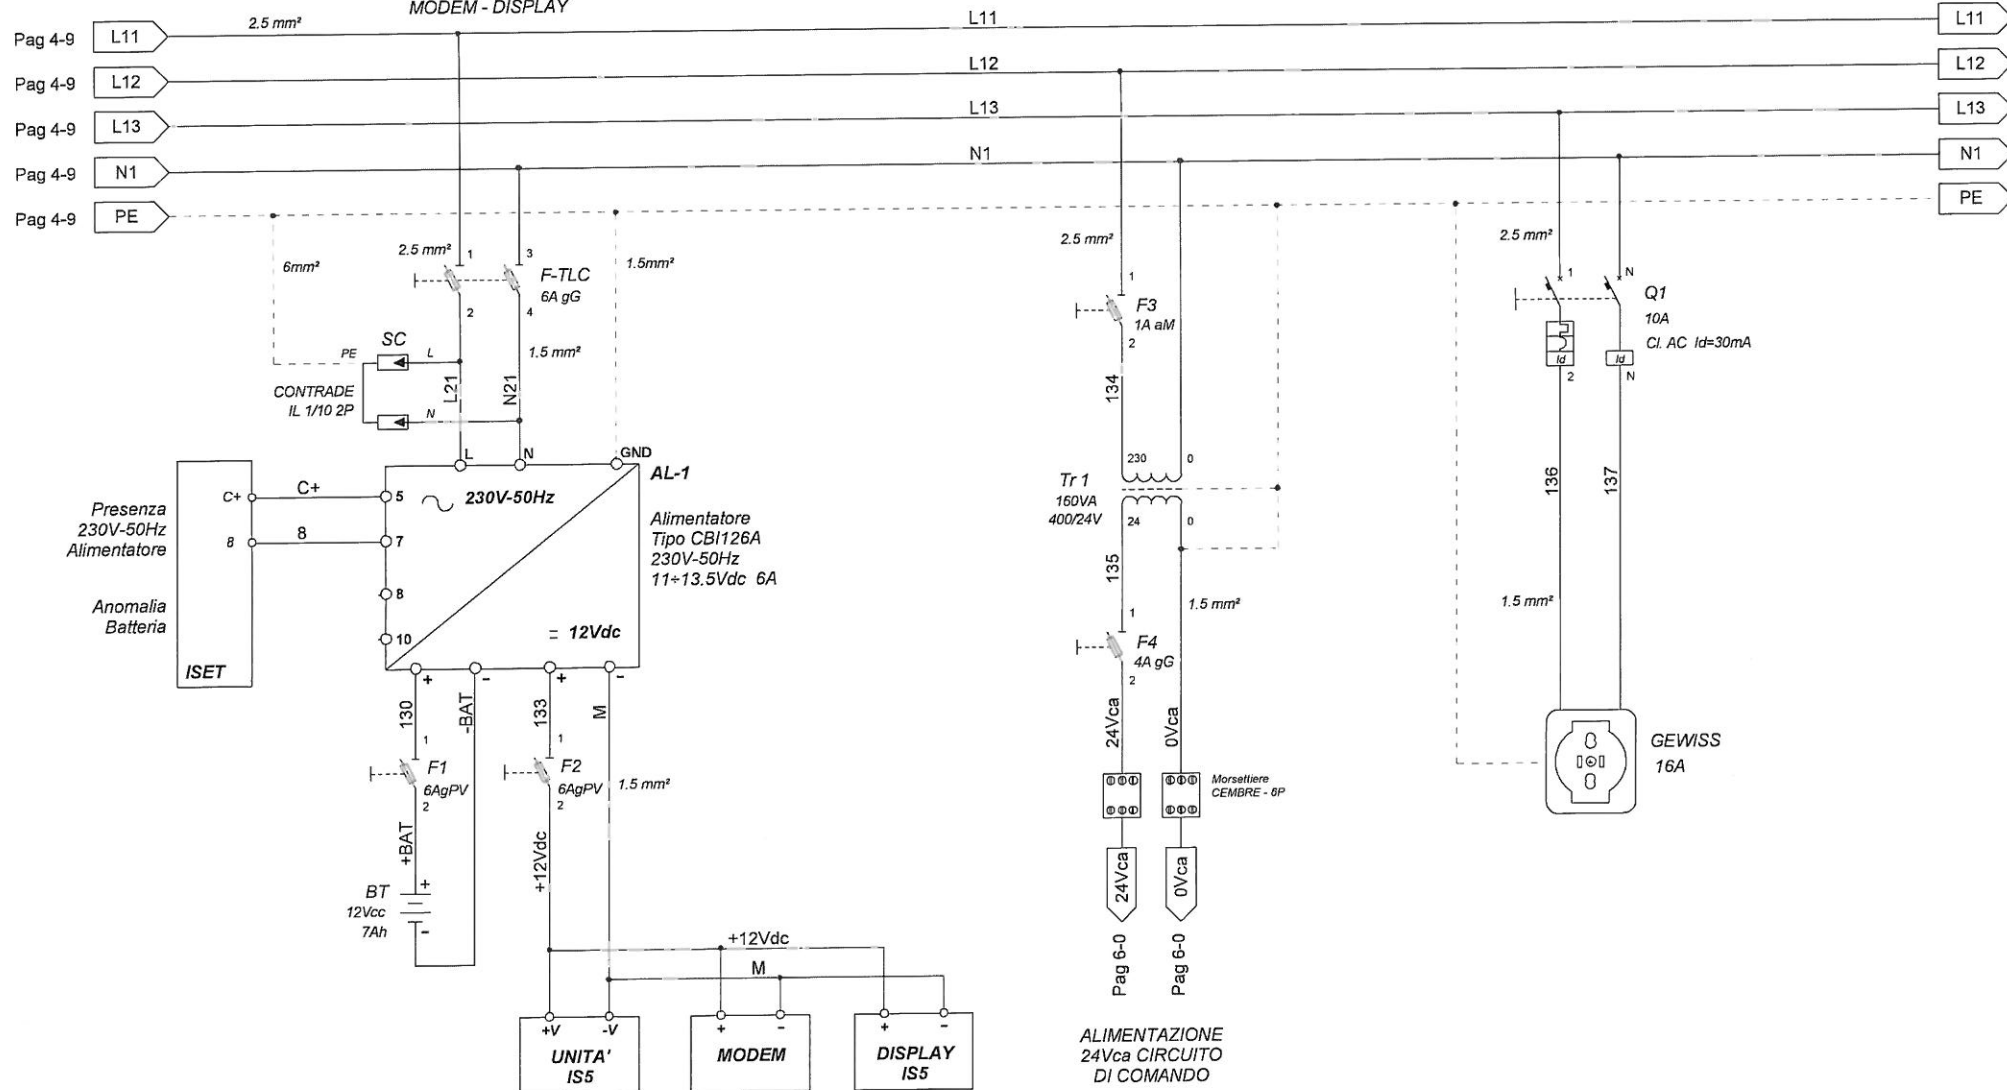 MODEM - DISPLAY
Pag 4-9 L11 2.5 mm² L11 L11
Pag 4-9 L12 L12 L12
Pag 4-9 L13 L13 L13
Pag 4-9 N1 N1 N1
Pag 4-9 PE PE
6mm²
2.5 mm²
1
3
F-TLC
6A gG
2
4
1.5mm²
SC
PE
L
N
CONTRADE
IL 1/10 2P
L21
N21
1.5 mm²
L
N
GND
AL-1
230V-50Hz
Alimentatore
Tipo CBI126A
230V-50Hz
11÷13.5Vdc 6A
= 12Vdc
Presenza
230V-50Hz
Alimentatore
Anomalia
Batteria
C+
8
ISET
C+
8
5
7
8
10
+
-
+
-
130
-BAT
133
M
1
F1
6AgPV
2
1
F2
6AgPV
2
1.5 mm²
+BAT
+12Vdc
BT
12Vcc
7Ah
+
-
+12Vdc
M
+V
-V
UNITA'
IS5
+
-
MODEM
+
-
DISPLAY
IS5
2.5 mm²
1
F3
1A aM
2
134
230
0
Tr 1
160VA
400/24V
24
0
135
1.5 mm²
1
F4
4A gG
2
24Vca
0Vca
Morsettiere
CEMBRE - 6P
24Vca
0Vca
Pag 6-0
Pag 6-0
ALIMENTAZIONE
24Vca CIRCUITO
DI COMANDO
2.5 mm²
1
N
Q1
10A
Cl. AC Id=30mA
Id
Id
2
N
136
137
1.5 mm²
GEWISS
16A